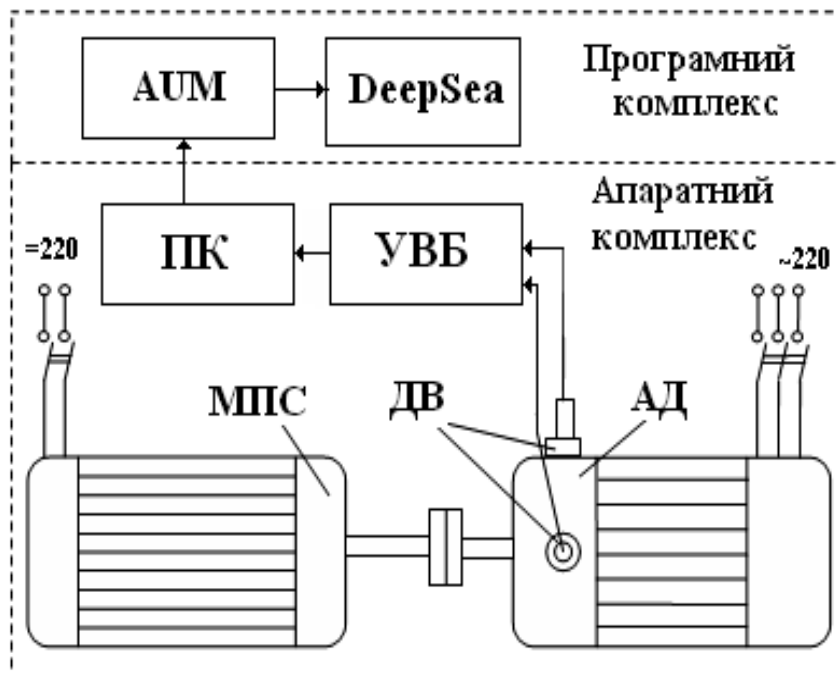 AUM
DeepSea
Програмний
комплекс
Апаратний
комплекс
=220
ПК
УВБ
~220
МПС
ДВ
АД